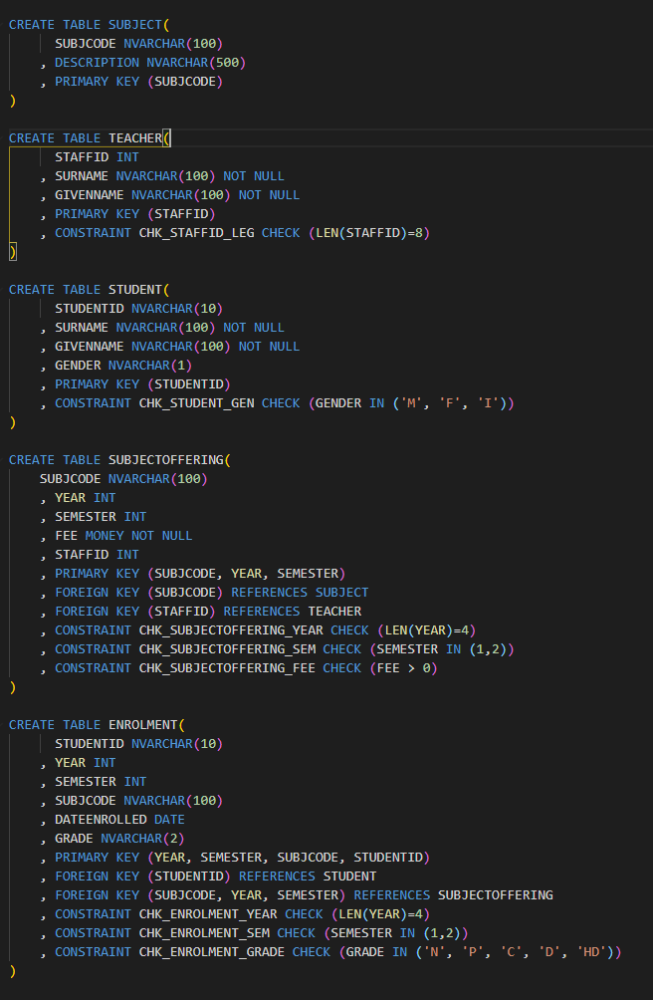 CREATE TABLE SUBJECT(
SUBJCODE NVARCHAR(100)
, DESCRIPTION NVARCHAR(500)
, PRIMARY KEY (SUBJCODE)
)
CREATE TABLE TEACHER(
STAFFID INT
, SURNAME NVARCHAR(100) NOT NULL
, GIVENNAME NVARCHAR(100) NOT NULL
, PRIMARY KEY (STAFFID)
, CONSTRAINT CHK_STAFFID_LEG CHECK (LEN(STAFFID)=8)
)
CREATE TABLE STUDENT(
STUDENTID NVARCHAR(10)
, SURNAME NVARCHAR(100) NOT NULL
, GIVENNAME NVARCHAR(100) NOT NULL
, GENDER NVARCHAR(1)
, PRIMARY KEY (STUDENTID)
, CONSTRAINT CHK_STUDENT_GEN CHECK (GENDER IN ('M', 'F', 'I'))
)
CREATE TABLE SUBJECTOFFERING(
SUBJCODE NVARCHAR(100)
, YEAR INT
, SEMESTER INT
, FEE MONEY NOT NULL
, STAFFID INT
, PRIMARY KEY (SUBJCODE, YEAR, SEMESTER)
, FOREIGN KEY (SUBJCODE) REFERENCES SUBJECT
, FOREIGN KEY (STAFFID) REFERENCES TEACHER
, CONSTRAINT CHK_SUBJECTOFFERING_YEAR CHECK (LEN(YEAR)=4)
, CONSTRAINT CHK_SUBJECTOFFERING_SEM CHECK (SEMESTER IN (1,2))
, CONSTRAINT CHK_SUBJECTOFFERING_FEE CHECK (FEE > 0)
)
CREATE TABLE ENROLMENT(
STUDENTID NVARCHAR(10)
, YEAR INT
, SEMESTER INT
, SUBJCODE NVARCHAR(100)
, DATEENROLLED DATE
, GRADE NVARCHAR(2)
, PRIMARY KEY (YEAR, SEMESTER, SUBJCODE, STUDENTID)
, FOREIGN KEY (STUDENTID) REFERENCES STUDENT
, FOREIGN KEY (SUBJCODE, YEAR, SEMESTER) REFERENCES SUBJECTOFFERING
, CONSTRAINT CHK_ENROLMENT_YEAR CHECK (LEN(YEAR)=4)
, CONSTRAINT CHK_ENROLMENT_SEM CHECK (SEMESTER IN (1,2))
, CONSTRAINT CHK_ENROLMENT_GRADE CHECK (GRADE IN ('N', 'P', 'C', 'D', 'HD'))
)